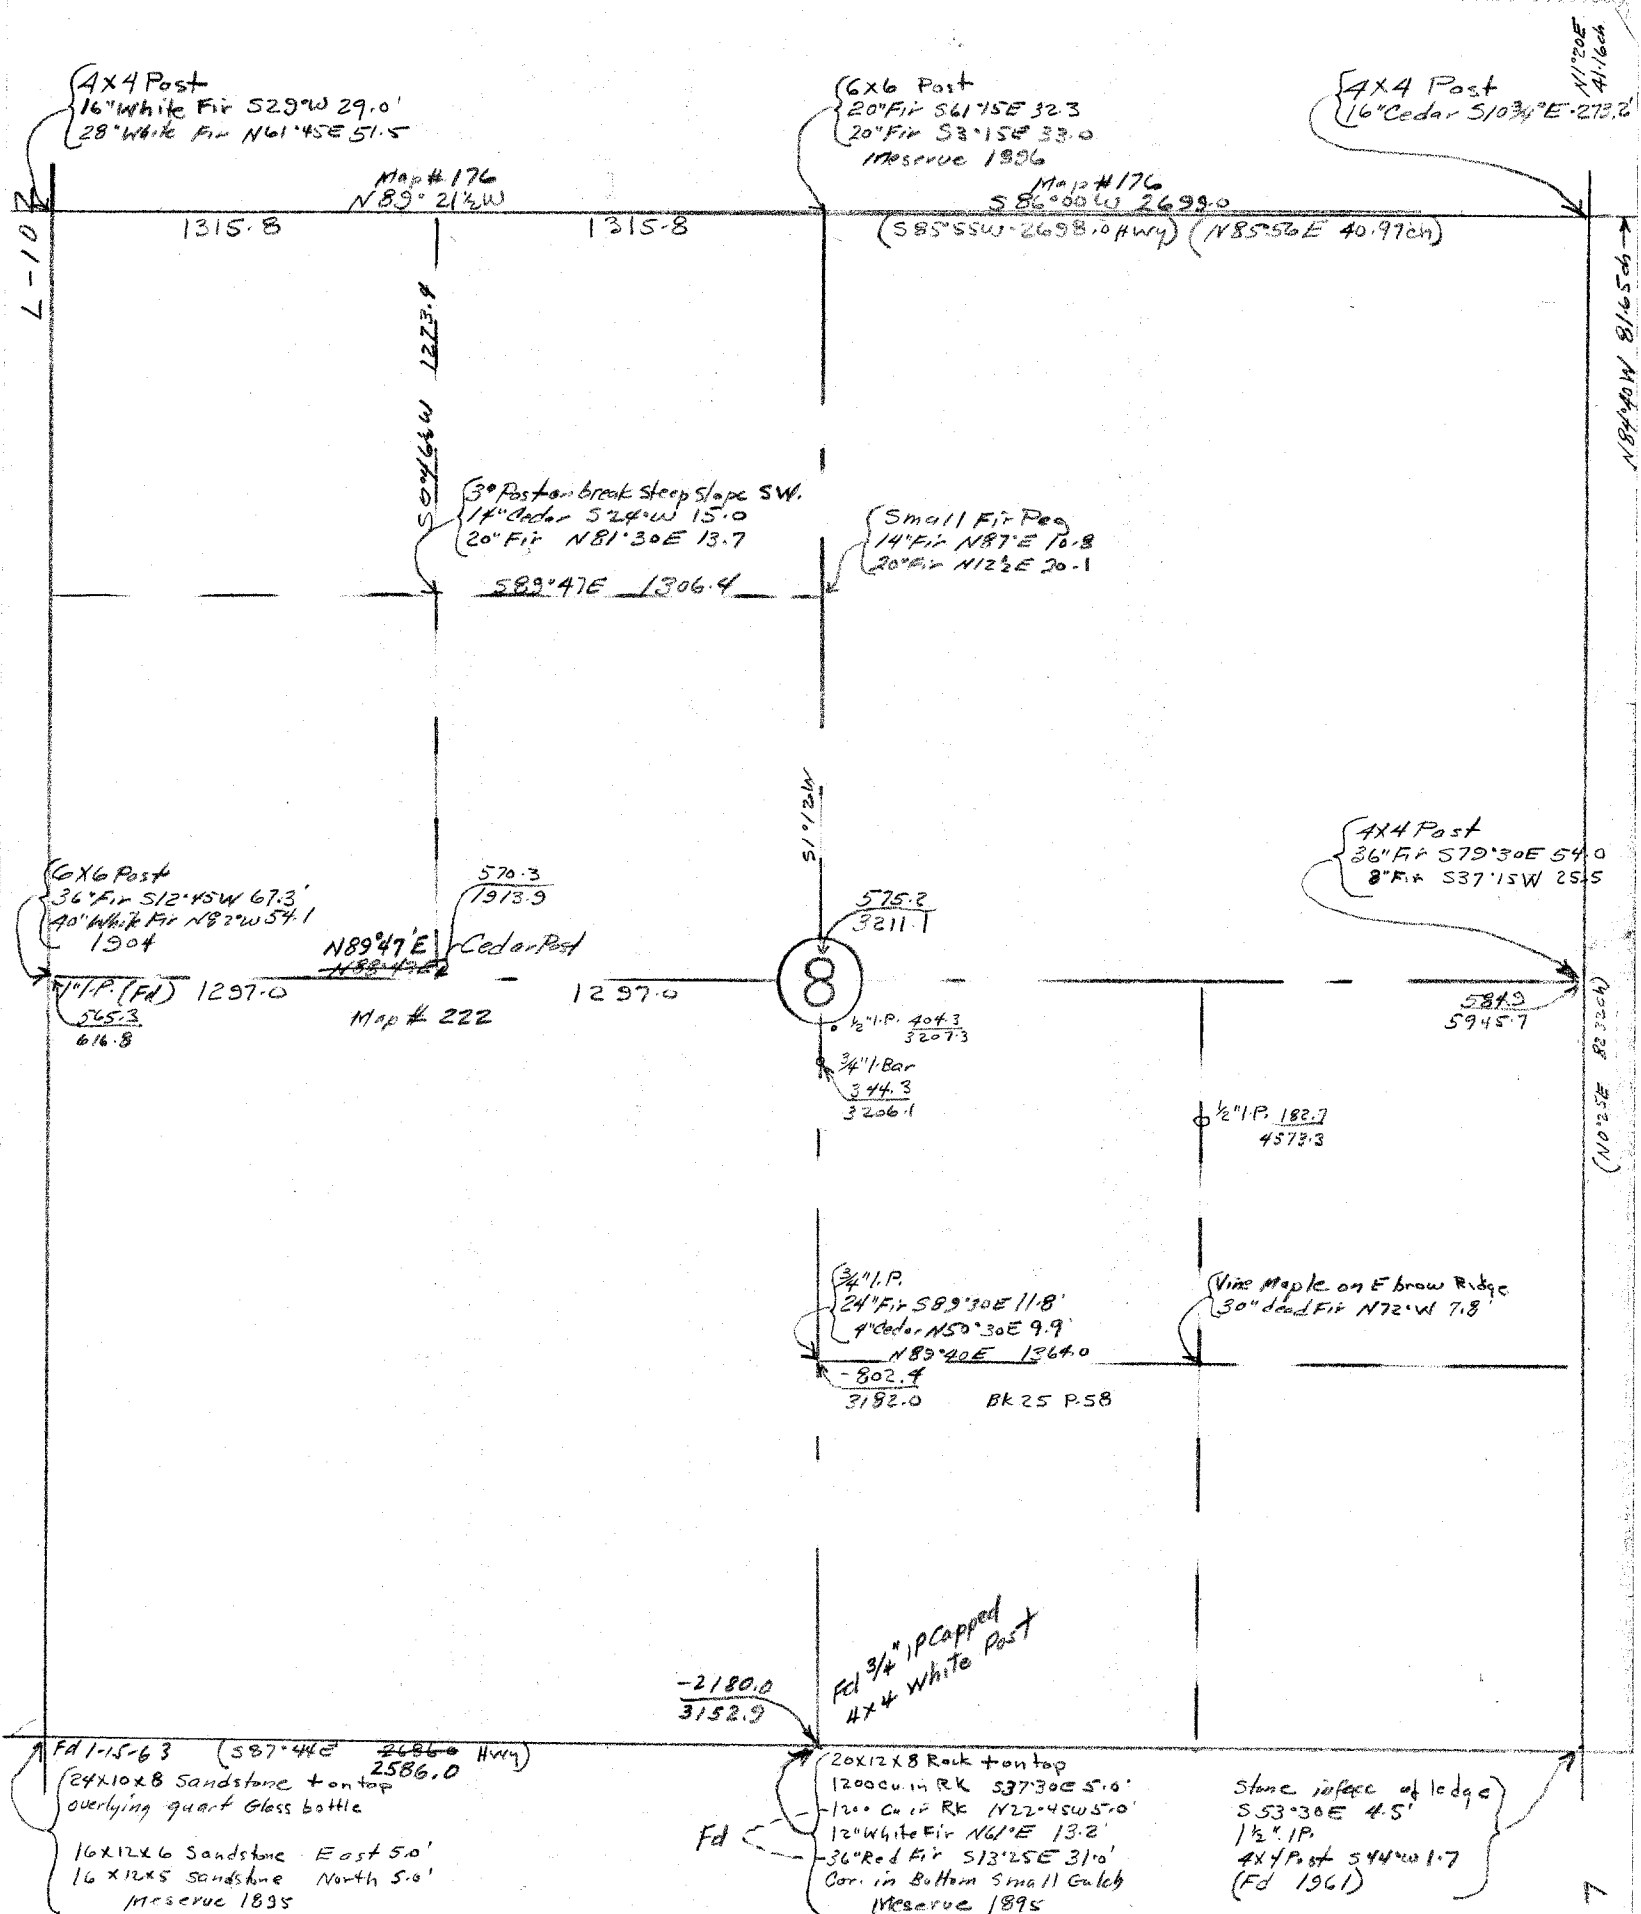 N1°20E
41.16ch
4X4 Post
16"White Fir S29°W 29.0'
28"White Fir N61°45E 51.5
6x6 Post
20"Fir S61°15E 32.3
20"Fir S3°15E 33.0
Meserve 1896
4X4 Post
16"Cedar S10¾°E-273.2'
L-10
Map #176
N89°21½W
1315.8
1315.8
Map #176
S86°00W 2699.0
(S85°55W-2698.0 Hwy) (N85°56E 40.97ch)
N84°40W 81.65ch
S0°46½W 1273.4
3" Post on break steep slope SW.
14"Cedar S24°W 15.0
20"Fir N81°30E 13.7
Small Fir Peg
14"Fir N87°E 10.8
20"Fir N12½E 20.1
S89°47E 1306.4
S1°12W
6X6 Post
36"Fir S12°45W 67.3'
40"White Fir N82°W 54.1
1904
570.3
1913.9
575.2
3211.1
4X4 Post
36"Fir S79°30E 54.0
8"Fir S37°15W 25.5
N89°47'E
N88°47E
Cedar Post
1"I.P. (Fd)
565.3
616.8
1297.0
Map # 222
1297.0
8
½"I.P. 404.3
3207.3
¾"I.Bar
344.3
3206.1
584.9
5945.7
(N0°25E 82.32ch)
½"I.P. 182.7
4573.3
¾"I.P.
24"Fir S89°30E 11.8'
4"Cedar N50°30E 9.9'
N89°40E 1364.0
-802.4
3182.0
BK 25 P.58
Vine Maple on E brow Ridge
30" dead Fir N72°W 7.8'
Fd ¾" IP Capped
4x4 White Post
-2180.0
3152.9
Fd 1-15-63
(S87°44E 2686.0 Hwy)
2586.0
24X10X8 Sandstone + on top
overlying quart Glass bottle
16X12X6 Sandstone East 5.0'
16X12X5 Sandstone North 5.0'
Meserve 1895
Fd
20X12X8 Rock + on top
1200 cu.in RK S37°30E 5.0'
1200 Cu in RK N22°45W 5.0'
12"White Fir N61°E 13.2
36"Red Fir S13°25E 31.0'
Cor. in Bottom Small Gulch
Meserve 1895
Stone in face of ledge
S53°30E 4.5'
1½" IP.
4X4 Post S44°W 1.7
(Fd 1961)
7